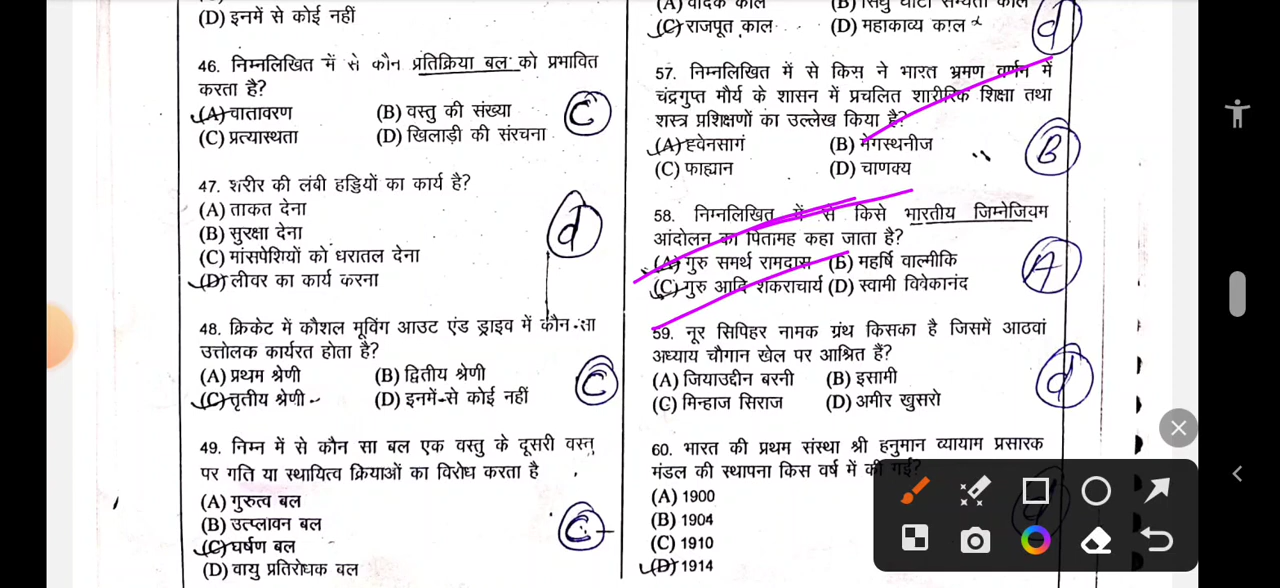 (D) इनमें से कोई नहीं
46. निम्नलिखित में से कौन प्रतिक्रिया बल को प्रभावित
करता है?
(A) वातावरण (B) वस्तु की संख्या
(C) प्रत्यास्थता (D) खिलाड़ी की संरचना
C
47. शरीर की लंबी हड्डियों का कार्य है?
(A) ताकत देना
(B) सुरक्षा देना
(C) मांसपेशियों को धरातल देना
(D) लीवर का कार्य करना
d
48. क्रिकेट में कौशल मूविंग आउट एंड ड्राइव में कौन-सा
उत्तोलक कार्यरत होता है?
(A) प्रथम श्रेणी (B) द्वितीय श्रेणी
(C) तृतीय श्रेणी (D) इनमें-से कोई नहीं
C
49. निम्न में से कौन सा बल एक वस्तु के दूसरी वस्तु
पर गति या स्थायित्व क्रियाओं का विरोध करता है
(A) गुरुत्व बल
(B) उत्प्लावन बल
(C) घर्षण बल
(D) वायु प्रतिरोधक बल
C
(A) वैदिक काल (B) सिंधु घाटी सभ्यता काल
(C) राजपूत काल (D) महाकाव्य काल
d
57. निम्नलिखित में से किस ने भारत भ्रमण वर्णन में
चंद्रगुप्त मौर्य के शासन में प्रचलित शारीरिक शिक्षा तथा
शस्त्र प्रशिक्षणों का उल्लेख किया है?
(A) ह्वेनसागं (B) मेगस्थनीज
(C) फाह्यान (D) चाणक्य
B
58. निम्नलिखित में से किसे भारतीय जिम्नेजियम
आंदोलन का पितामह कहा जाता है?
(A) गुरु समर्थ रामदास (B) महर्षि वाल्मीकि
(C) गुरु आदि शंकराचार्य (D) स्वामी विवेकानंद
A
59. नूर सिपिहर नामक ग्रंथ किसका है जिसमें आठवां
अध्याय चौगान खेल पर आश्रित हैं?
(A) जियाउद्दीन बरनी (B) इसामी
(C) मिन्हाज सिराज (D) अमीर खुसरो
d
60. भारत की प्रथम संस्था श्री हनुमान व्यायाम प्रसारक
मंडल की स्थापना किस वर्ष में की गई?
(A) 1900
(B) 1904
(C) 1910
(D) 1914
d